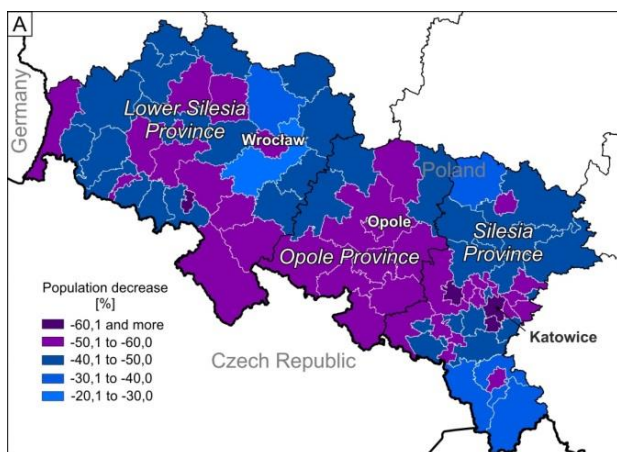 A
Germany
Lower Silesia
Province
Wrocław
Poland
Opole
Silesia
Province
Opole Province
Population decrease
[%]
-60,1 and more
-50,1 to -60,0
-40,1 to -50,0
-30,1 to -40,0
-20,1 to -30,0
Katowice
Czech Republic